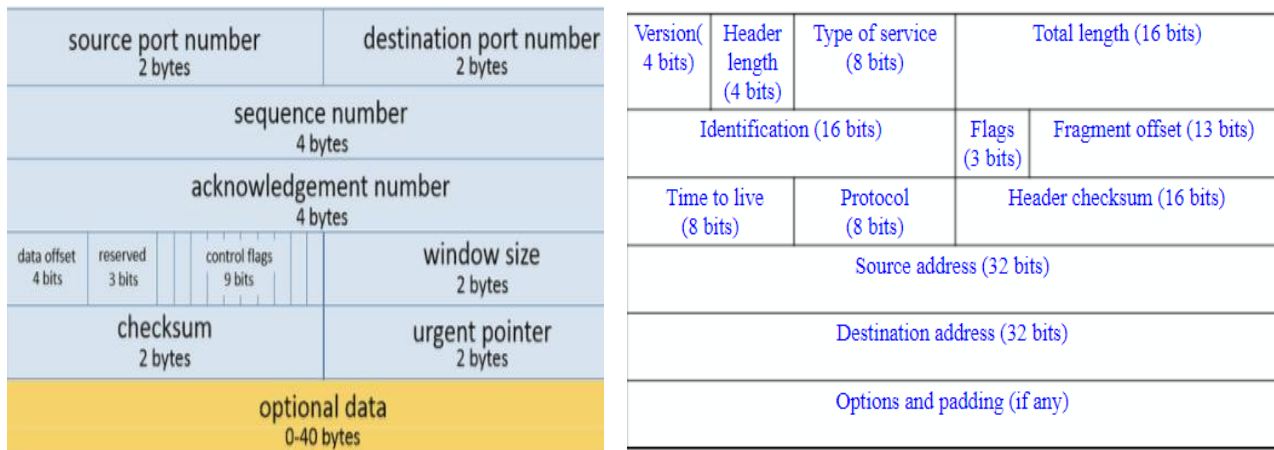 source port number
2 bytes
destination port number
2 bytes
sequence number
4 bytes
acknowledgement number
4 bytes
data offset
4 bits
reserved
3 bits
control flags
9 bits
window size
2 bytes
checksum
2 bytes
urgent pointer
2 bytes
optional data
0-40 bytes
Version(
4 bits)
Header
length
(4 bits)
Type of service
(8 bits)
Total length (16 bits)
Identification (16 bits)
Flags
(3 bits)
Fragment offset (13 bits)
Time to live
(8 bits)
Protocol
(8 bits)
Header checksum (16 bits)
Source address (32 bits)
Destination address (32 bits)
Options and padding (if any)